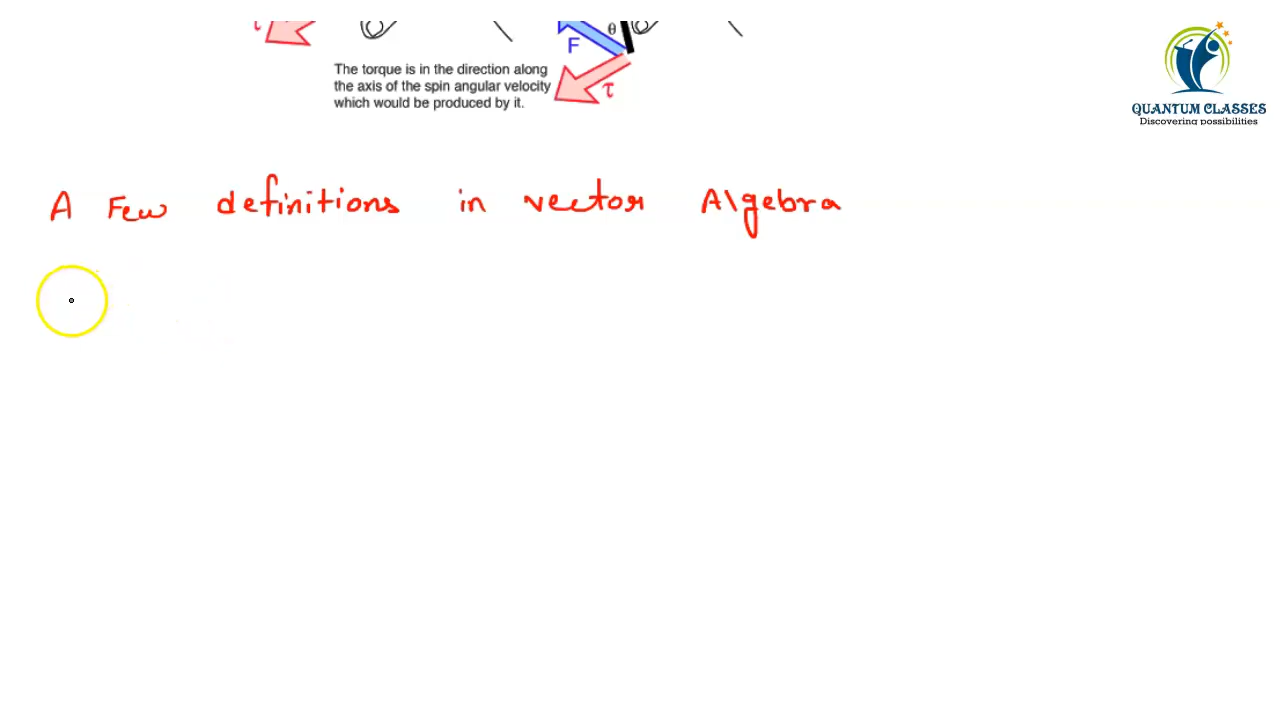 θ
F
τ
The torque is in the direction along
the axis of the spin angular velocity
which would be produced by it.
QUANTUM CLASSES
Discovering possibilities
A Few definitions in vector Algebra